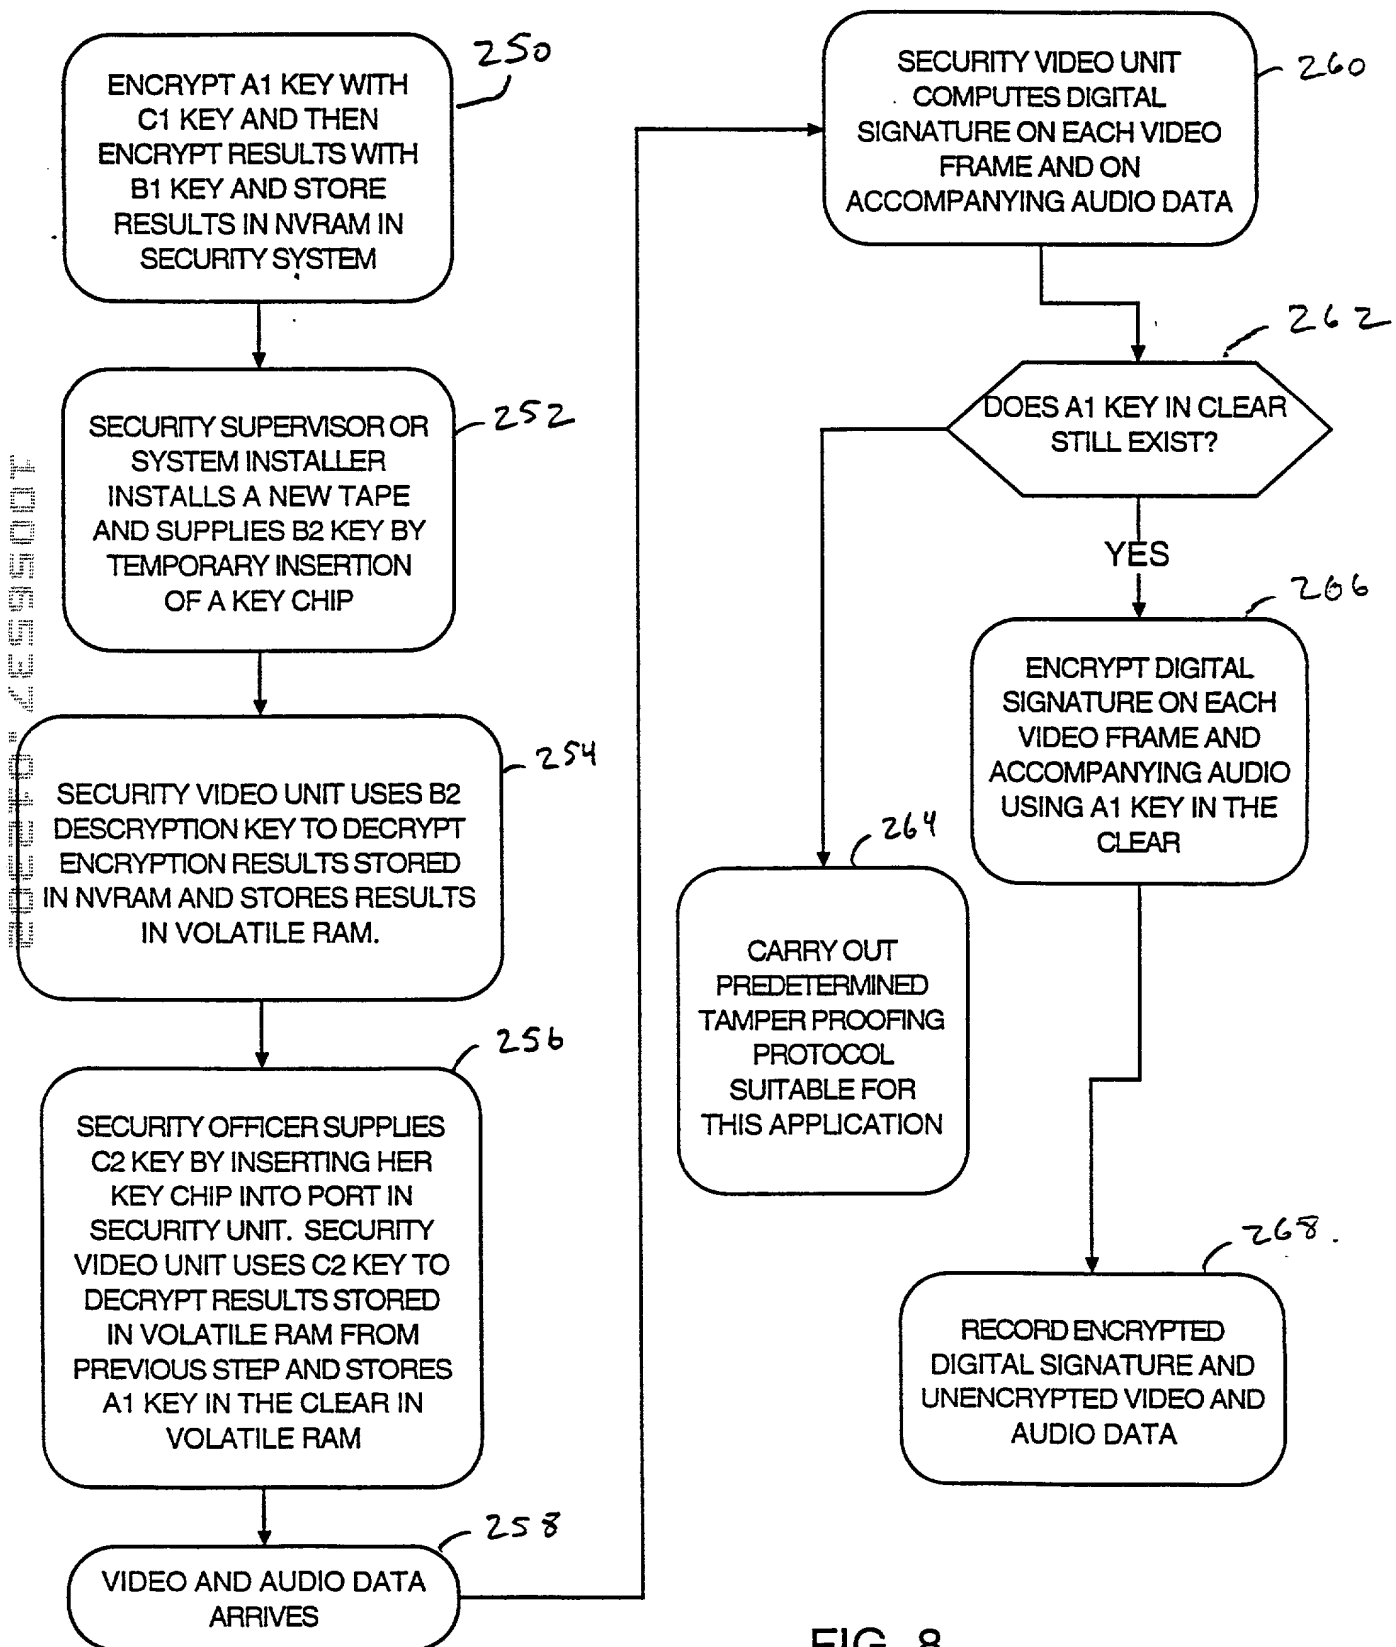 250
ENCRYPT A1 KEY WITH
C1 KEY AND THEN
ENCRYPT RESULTS WITH
B1 KEY AND STORE
RESULTS IN NVRAM IN
SECURITY SYSTEM
252
SECURITY SUPERVISOR OR
SYSTEM INSTALLER
INSTALLS A NEW TAPE
AND SUPPLIES B2 KEY BY
TEMPORARY INSERTION
OF A KEY CHIP
254
SECURITY VIDEO UNIT USES B2
DESCRYPTION KEY TO DECRYPT
ENCRYPTION RESULTS STORED
IN NVRAM AND STORES RESULTS
IN VOLATILE RAM.
256
SECURITY OFFICER SUPPLIES
C2 KEY BY INSERTING HER
KEY CHIP INTO PORT IN
SECURITY UNIT. SECURITY
VIDEO UNIT USES C2 KEY TO
DECRYPT RESULTS STORED
IN VOLATILE RAM FROM
PREVIOUS STEP AND STORES
A1 KEY IN THE CLEAR IN
VOLATILE RAM
258
VIDEO AND AUDIO DATA
ARRIVES
260
SECURITY VIDEO UNIT
COMPUTES DIGITAL
SIGNATURE ON EACH VIDEO
FRAME AND ON
ACCOMPANYING AUDIO DATA
262
DOES A1 KEY IN CLEAR
STILL EXIST?
YES
264
CARRY OUT
PREDETERMINED
TAMPER PROOFING
PROTOCOL
SUITABLE FOR
THIS APPLICATION
266
ENCRYPT DIGITAL
SIGNATURE ON EACH
VIDEO FRAME AND
ACCOMPANYING AUDIO
USING A1 KEY IN THE
CLEAR
268.
RECORD ENCRYPTED
DIGITAL SIGNATURE AND
UNENCRYPTED VIDEO AND
AUDIO DATA
FIG. 8